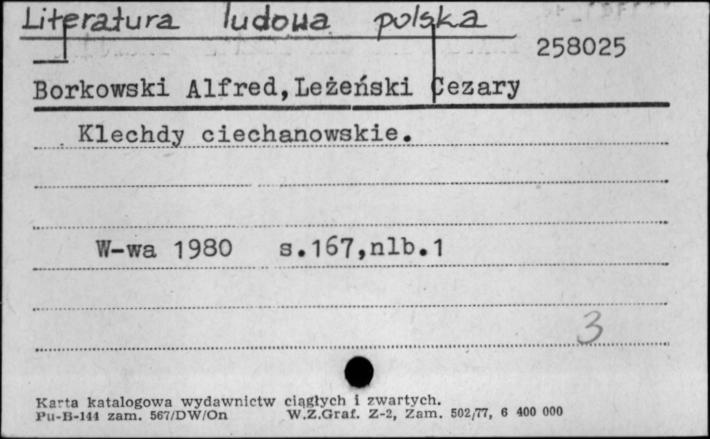 Literatura ludowa polska
258025
Borkowski Alfred,Leżeński Cezary
Klechdy ciechanowskie.
W-wa 1980 s.167,nlb.1
3
Karta katalogowa wydawnictw ciągłych i zwartych.
Pu-B-144 zam. 567/DW/On W.Z.Graf. Z-2, Zam. 502/77, 6 400 000